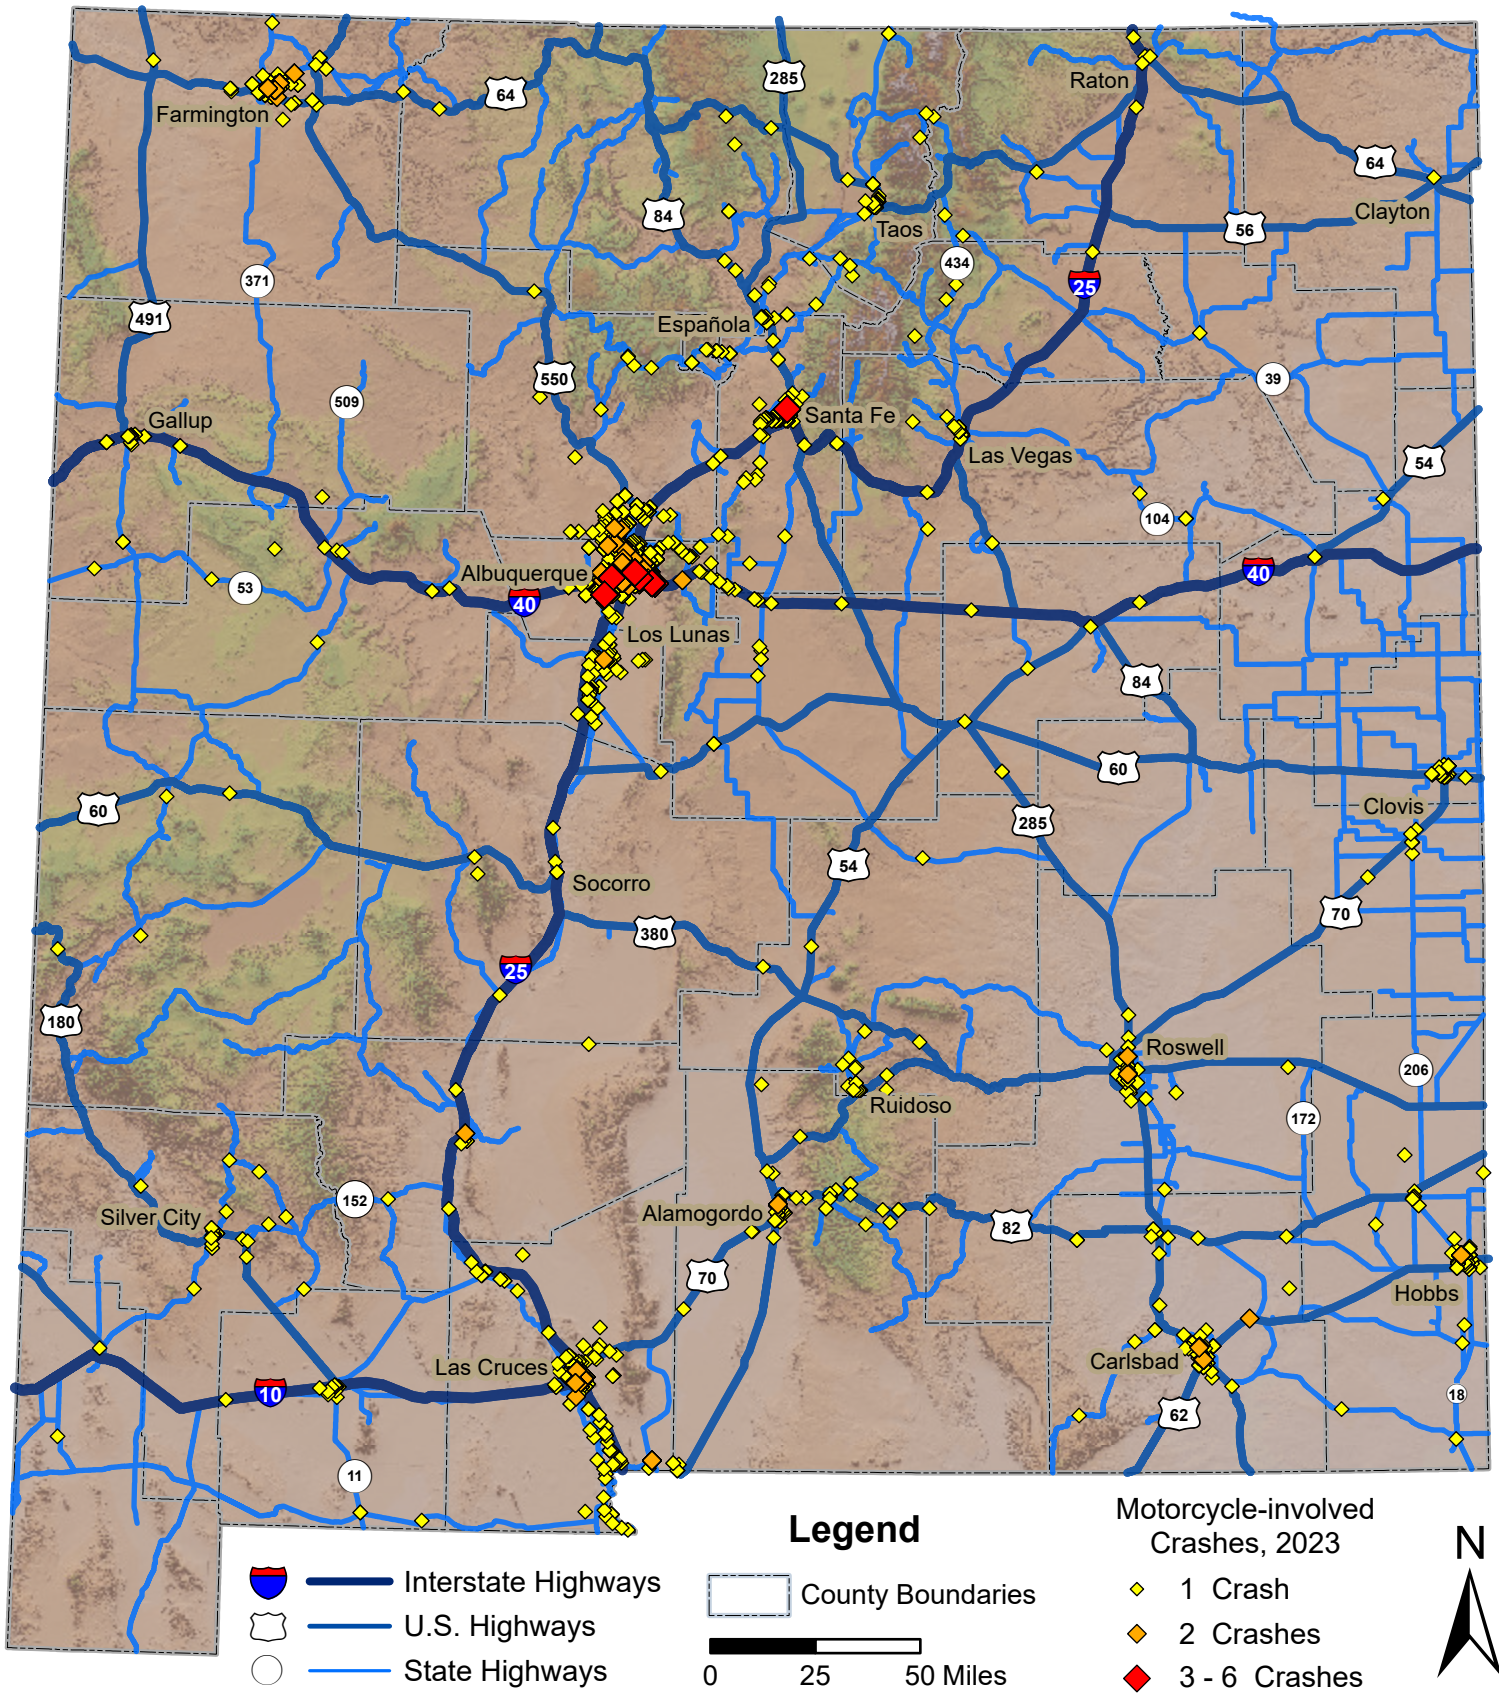 285
Raton
64
Farmington
64
84
Clayton
Taos
56
434
371
25
491
Española
550
39
509
Gallup
Santa Fe
Las Vegas
54
104
Albuquerque
40
53
40
Los Lunas
84
60
60
Clovis
285
54
Socorro
70
380
25
180
Roswell
206
Ruidoso
172
152
Silver City
Alamogordo
82
70
Hobbs
Las Cruces
Carlsbad
10
18
62
11
Legend
Motorcycle-involved
Crashes, 2023
N
Interstate Highways
County Boundaries
1 Crash
U.S. Highways
2 Crashes
State Highways
0 25 50 Miles
3 - 6 Crashes